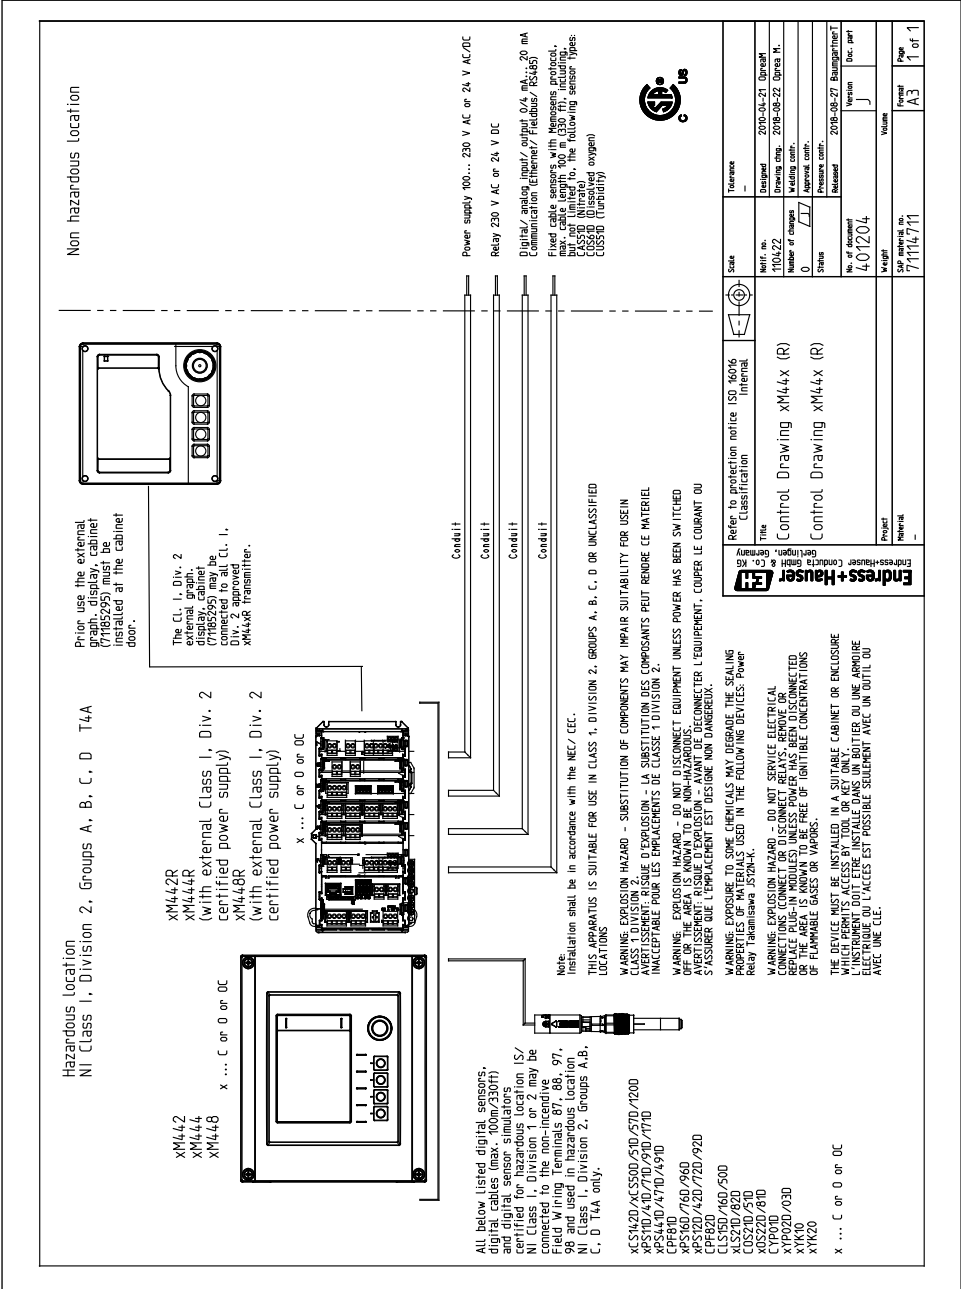 Hazardous location
NI Class I, Division 2, Groups A, B, C, D T4A
Non hazardous location
xM442
xM444
xM448
x ... C or O or OC
xM442R
xM444R
(with external Class I, Div. 2
certified power supply)
xM448R
(With external Class I, Div. 2
certified power supply)
x ... C or O or OC
Prior use the external
graph. display, cabinet
(71185295) must be
installed at the cabinet
door.
The Cl. I, Div. 2
external graph.
display, cabinet
(71185295) may be
connected to all Cl. I,
Div. 2 approved
xM44xR transmitter.
Conduit
Conduit
Conduit
Conduit
Power supply 100... 230 V AC or 24 V AC/DC
Relay 230 V AC or 24 V DC
Digital/ analog input/ output 0/4 mA... 20 mA
Communication (Ethernet/ Fieldbus/ RS485)
Fixed cable sensors with Memosens protocol,
max. cable length 100 m (330 ft), including,
but not limited to, the following sensor types:
CAS51D (Nitrate)
COS61D (Dissolved oxygen)
CUS51D (Turbidity)
CSA
®
C
US
All below listed digital sensors,
digital cables (max. 100m/330ft)
and digital sensor simulators
certified for hazardous location IS/
NI Class I, Division 1 or 2 may be
connected to the non-incendive
Field Wiring Terminals 87, 88, 97,
98 and used in hazardous location
NI Class I, Division 2, Groups A,B,
C, D T4A only.
xCS142D/xCS50D/51D/57D/120D
xPS11D/41D/71D/91D/171D
xPS441D/471D/491D
CPF81D
xPS16D/76D/96D
xPS12D/42D/72D/92D
CPF82D
CLS15D/16D/50D
xLS21D/82D
COS21D/51D
xOS22D/81D
CYP01D
xYP02D/03D
xYK10
xYK20
x ... C or O or OC
Note:
Installation shall be in accordance with the NEC/ CEC.
THIS APPARATUS IS SUITABLE FOR USE IN CLASS 1, DIVISION 2, GROUPS A, B, C, D OR UNCLASSIFIED
LOCATIONS
WARNING: EXPLOSION HAZARD - SUBSTITUTION OF COMPONENTS MAY IMPAIR SUITABILITY FOR USEIN
CLASS 1 DIVISION 2.
AVERTISSEMENT: RISQUE D'EXPLOSION - LA SUBSTITUTION DES COMPOSANTS PEUT RENDRE CE MATERIEL
INACCEPTABLE POUR LES EMPLACEMENTS DE CLASSE 1 DIVISION 2.
WARNING: EXPLOSION HAZARD - DO NOT DISCONNECT EQUIPMENT UNLESS POWER HAS BEEN SWITCHED
OFF OR THE AREA IS KNOWN TO BE NON-HAZARDOUS.
AVERTISSEMENT: RISQUE D'EXPLOSION - AVANT DE DECONNECTER L'EQUIPEMENT, COUPER LE COURANT OU
S'ASSURER QUE L'EMPLACEMENT EST DESIGNE NON DANGEREUX.
WARNING: EXPOSURE TO SOME CHEMICALS MAY DEGRADE THE SEALING
PROPERTIES OF MATERIALS USED IN THE FOLLOWING DEVICES: Power
Relay Takamisawa JS12N-K.
WARNING: EXPLOSION HAZARD - DO NOT SERVICE ELECTRICAL
CONNECTIONS (CONNECT OR DISCONNECT RELAYS, REMOVE OR
REPLACE PLUG-IN MODULES) UNLESS POWER HAS BEEN DISCONNECTED
OR THE AREA IS KNOWN TO BE FREE OF IGNITIBLE CONCENTRATIONS
OF FLAMMABLE GASES OR VAPORS.
THE DEVICE MUST BE INSTALLED IN A SUITABLE CABINET OR ENCLOSURE
WHICH PERMITS ACCESS BY TOOL OR KEY ONLY.
L'INSTRUMENT DOIT ETRE INSTALLE DANS UN BOITIER OU UNE ARMOIRE
ELECTRIQUE OU L'ACCES EST POSSIBLE SEULEMENT AVEC UN OUTIL OU
AVEC UNE CLE.
Endress+Hauser
EH
Endress+Hauser Conducta GmbH & Co. KG
Gerlingen, Germany
Refer to protection notice ISO 16016
Classification Internal
Title
Control Drawing xM44x (R)
Control Drawing xM44x (R)
Project
Material
-
Scale
Tolerance
-
Notif. no.
110422
Number of changes
0
Status
Designed 2010-04-21 OpreaM
Drawing chng. 2018-08-22 Oprea M.
Welding contr.
Approval contr.
Pressure contr.
Released 2018-08-27 BaumgartnerT
No. of document
401204
Version
J
Doc. part
Weight
Volume
SAP material no.
71114711
Format
A3
Page
1 of 1